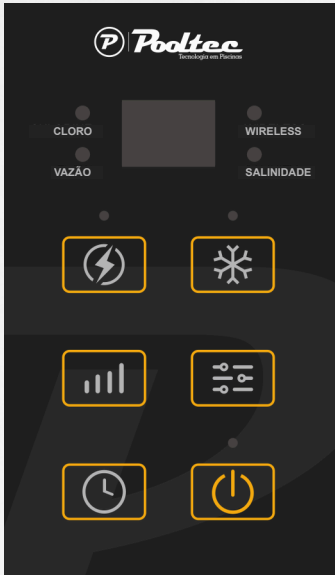 P Pooltec
Tecnologia em Piscinas
CLORO WIRELESS
VAZÃO SALINIDADE